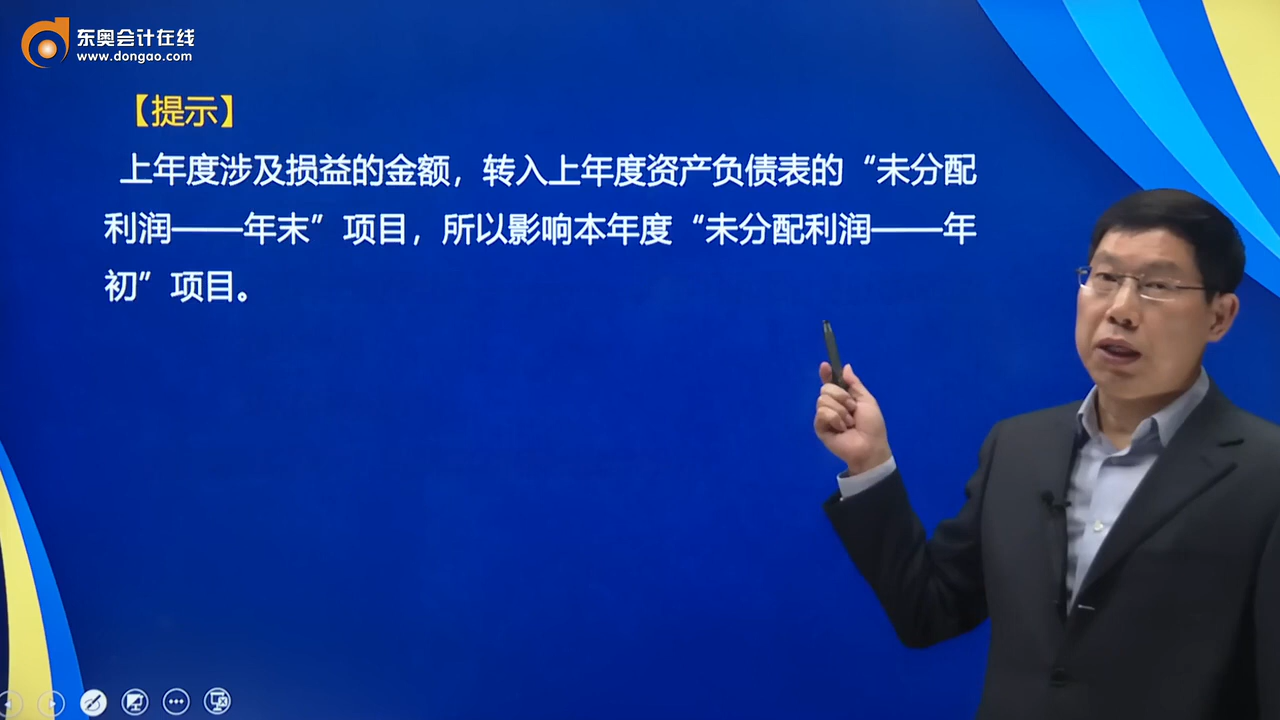 东奥会计在线
www.dongao.com
【提示】
上年度涉及损益的金额，转入上年度资产负债表的“未分配
利润——年末”项目，所以影响本年度“未分配利润——年
初”项目。